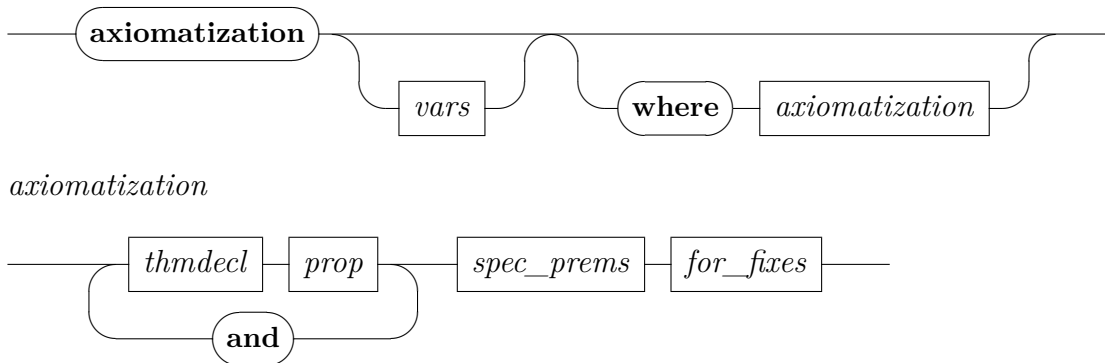 axiomatization
vars
where axiomatization
axiomatization
thmdecl prop spec_prems for_fixes
and